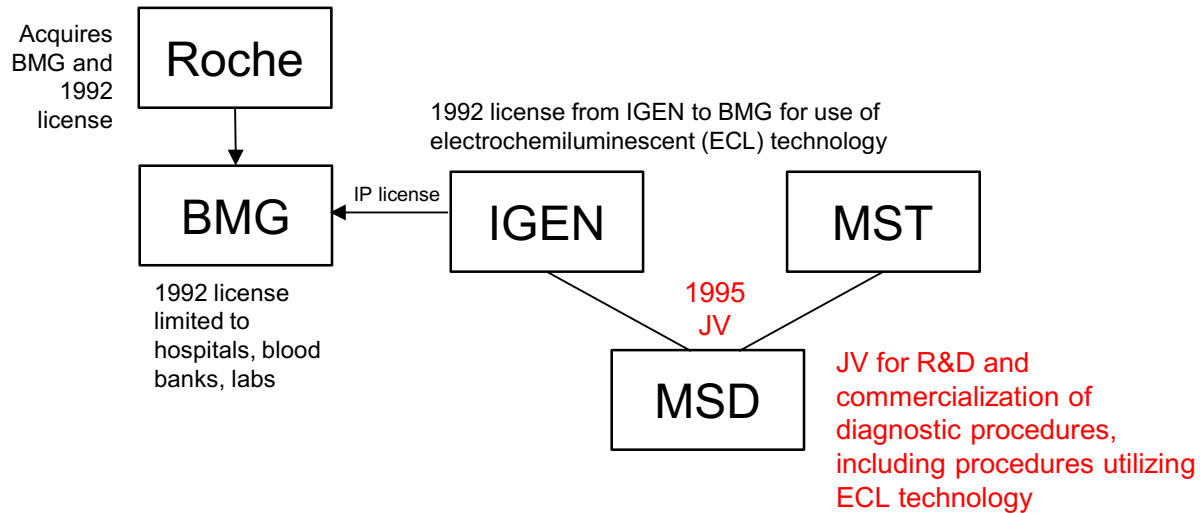 Acquires
BMG and
1992
license
Roche
1992 license from IGEN to BMG for use of
electrochemiluminescent (ECL) technology
BMG
IP license
IGEN
MST
1992 license
limited to
hospitals, blood
banks, labs
1995
JV
MSD
JV for R&D and
commercialization of
diagnostic procedures,
including procedures utilizing
ECL technology